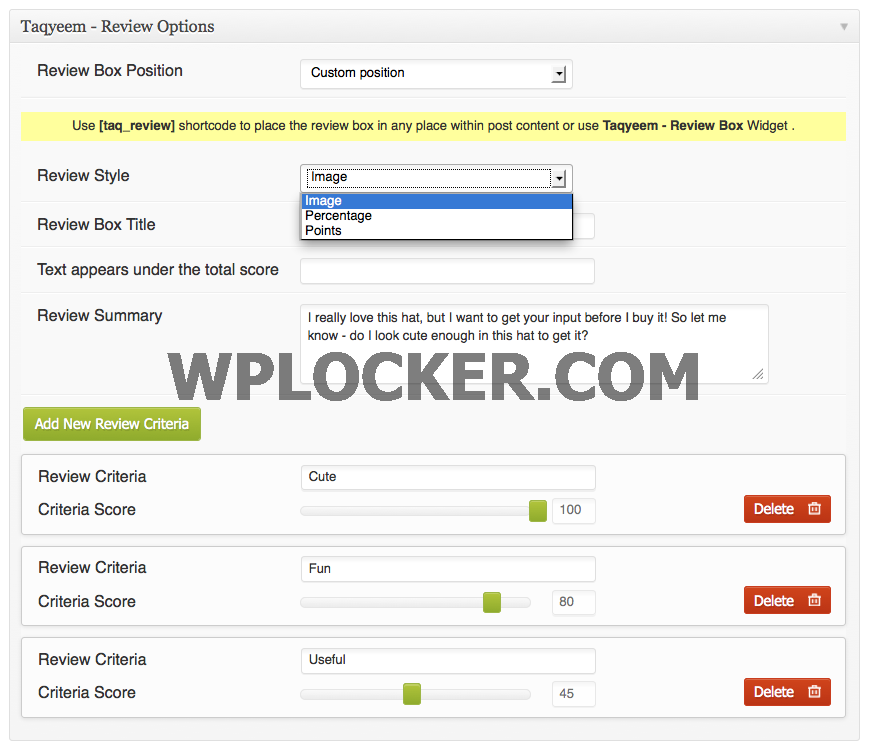 Taqyeem - Review Options
Review Box Position
Custom position
Use [taq_review] shortcode to place the review box in any place within post content or use Taqyeem - Review Box Widget .
Review Style
Image
Image
Percentage
Points
Review Box Title
Text appears under the total score
Review Summary
I really love this hat, but I want to get your input before I buy it! So let me
know - do I look cute enough in this hat to get it?
WPLOCKER.COM
Add New Review Criteria
Review Criteria
Cute
Criteria Score
100
Delete
Review Criteria
Fun
Criteria Score
80
Delete
Review Criteria
Useful
Criteria Score
45
Delete